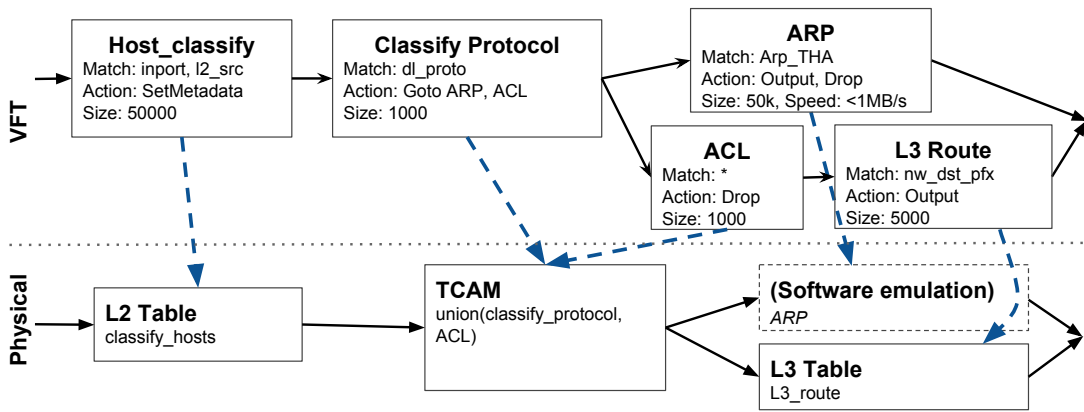 VFT
Host_classify
Match: inport, l2_src
Action: SetMetadata
Size: 50000
Classify Protocol
Match: dl_proto
Action: Goto ARP, ACL
Size: 1000
ARP
Match: Arp_THA
Action: Output, Drop
Size: 50k, Speed: <1MB/s
ACL
Match: *
Action: Drop
Size: 1000
L3 Route
Match: nw_dst_pfx
Action: Output
Size: 5000
Physical
L2 Table
classify_hosts
TCAM
union(classify_protocol,
ACL)
(Software emulation)
ARP
L3 Table
L3_route